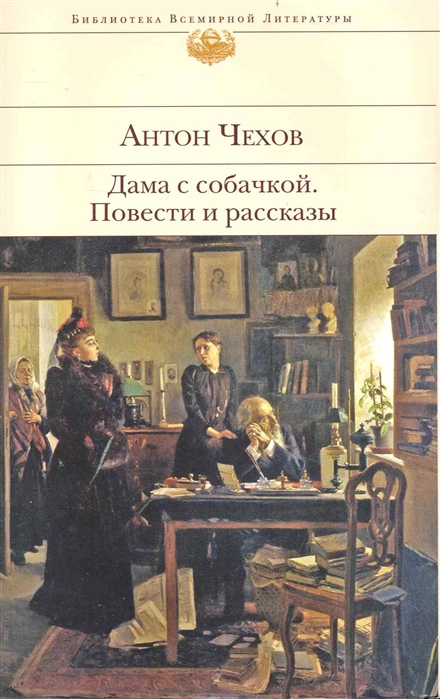 Библиотека Всемирной Литературы
Антон Чехов
Дама с собачкой.
Повести и рассказы